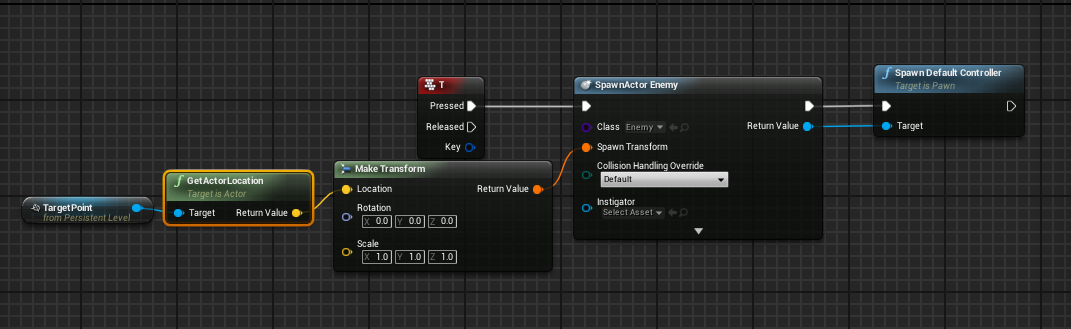 T
Pressed
Released
Key
SpawnActor Enemy
Class Enemy
Return Value
Spawn Transform
Collision Handling Override
Default
Instigator
Select Asset
Spawn Default Controller
Target is Pawn
Target
TargetPoint
from Persistent Level
GetActorLocation
Target is Actor
Target Return Value
Make Transform
Location Return Value
Rotation
X 0.0 Y 0.0 Z 0.0
Scale
X 1.0 Y 1.0 Z 1.0